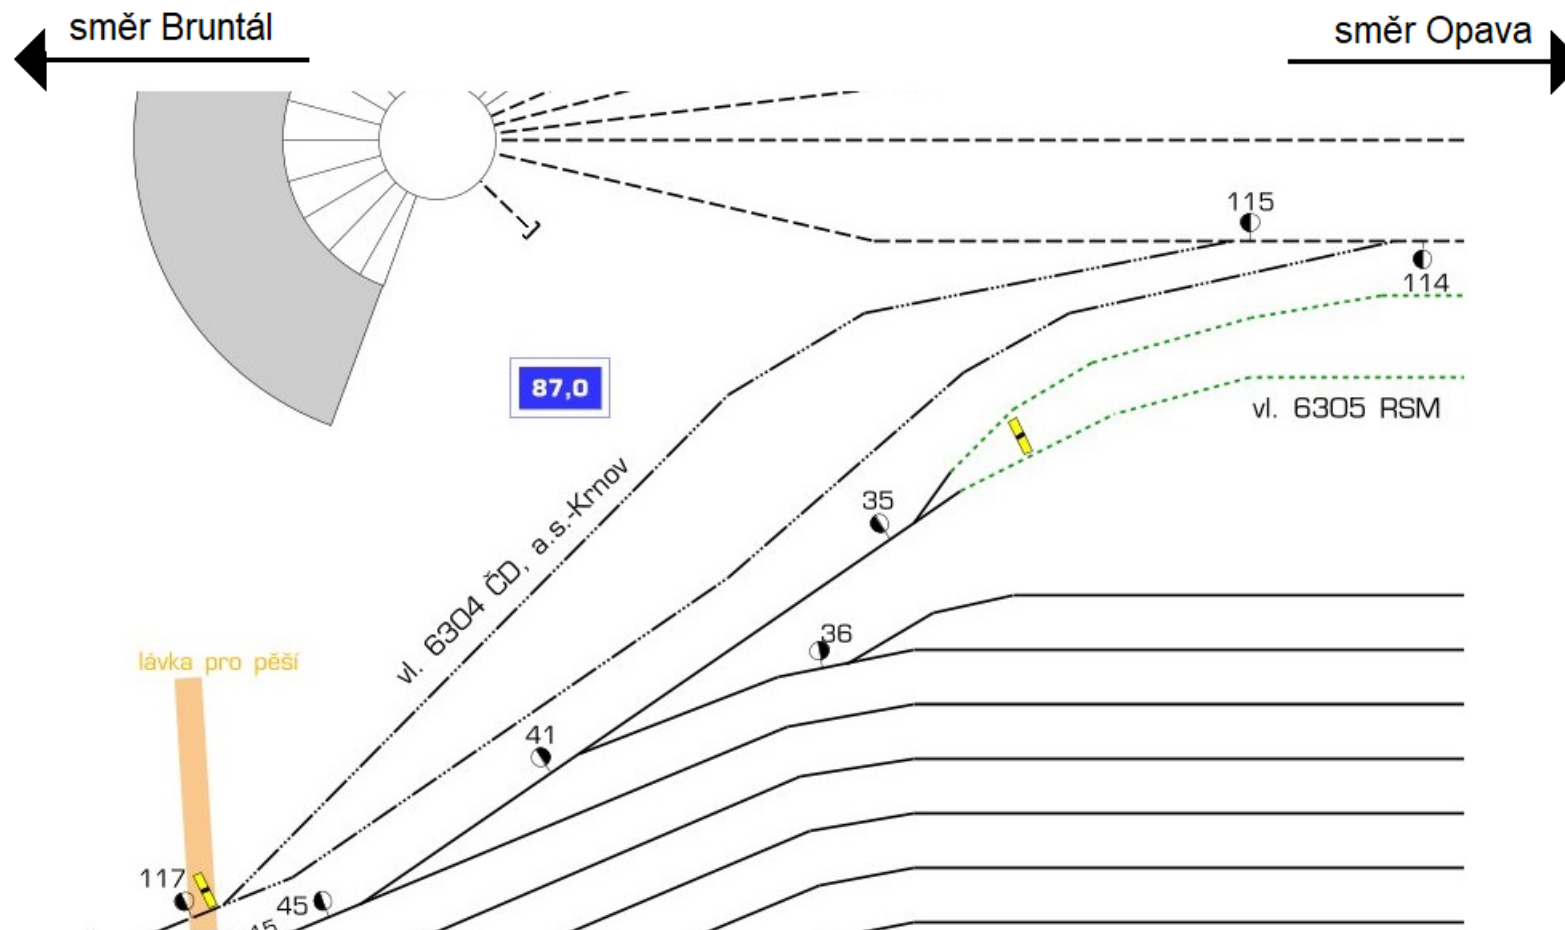 směr Bruntál
směr Opava
115
114
87,0
vl. 6305 RSM
vl. 6304 ČD, a.s.-Krnov
35
36
lávka pro pěší
41
117
45